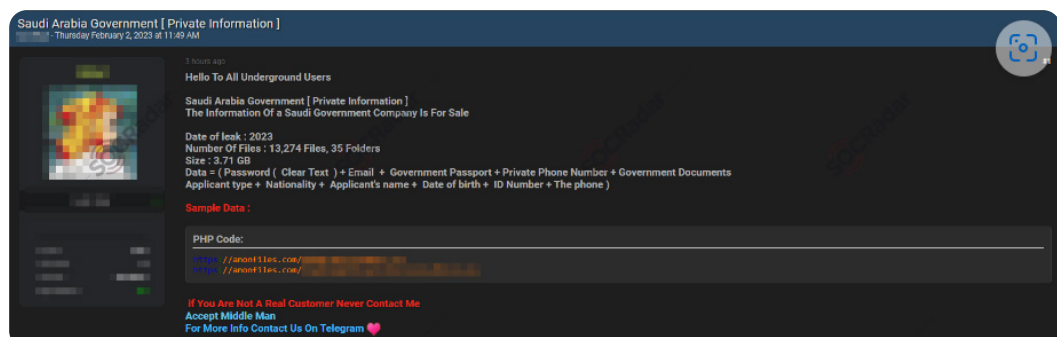 Saudi Arabia Government [ Private Information ]
- Thursday February 2, 2023 at 11:49 AM
3 hours ago
#1
Hello To All Underground Users
Saudi Arabia Government [ Private Information ]
The Information Of a Saudi Government Company Is For Sale
Date of leak : 2023
Number Of Files : 13,274 Files, 35 Folders
Size : 3.71 GB
Data = ( Password ( Clear Text ) + Email + Government Passport + Private Phone Number + Government Documents
Applicant type + Nationality + Applicant's name + Date of birth + ID Number + The phone )
Sample Data :
PHP Code:
https://anonfiles.com/
https://anonfiles.com/
If You Are Not A Real Customer Never Contact Me
Accept Middle Man
For More Info Contact Us On Telegram
SOCRadar
SOCRadar
SOCRadar